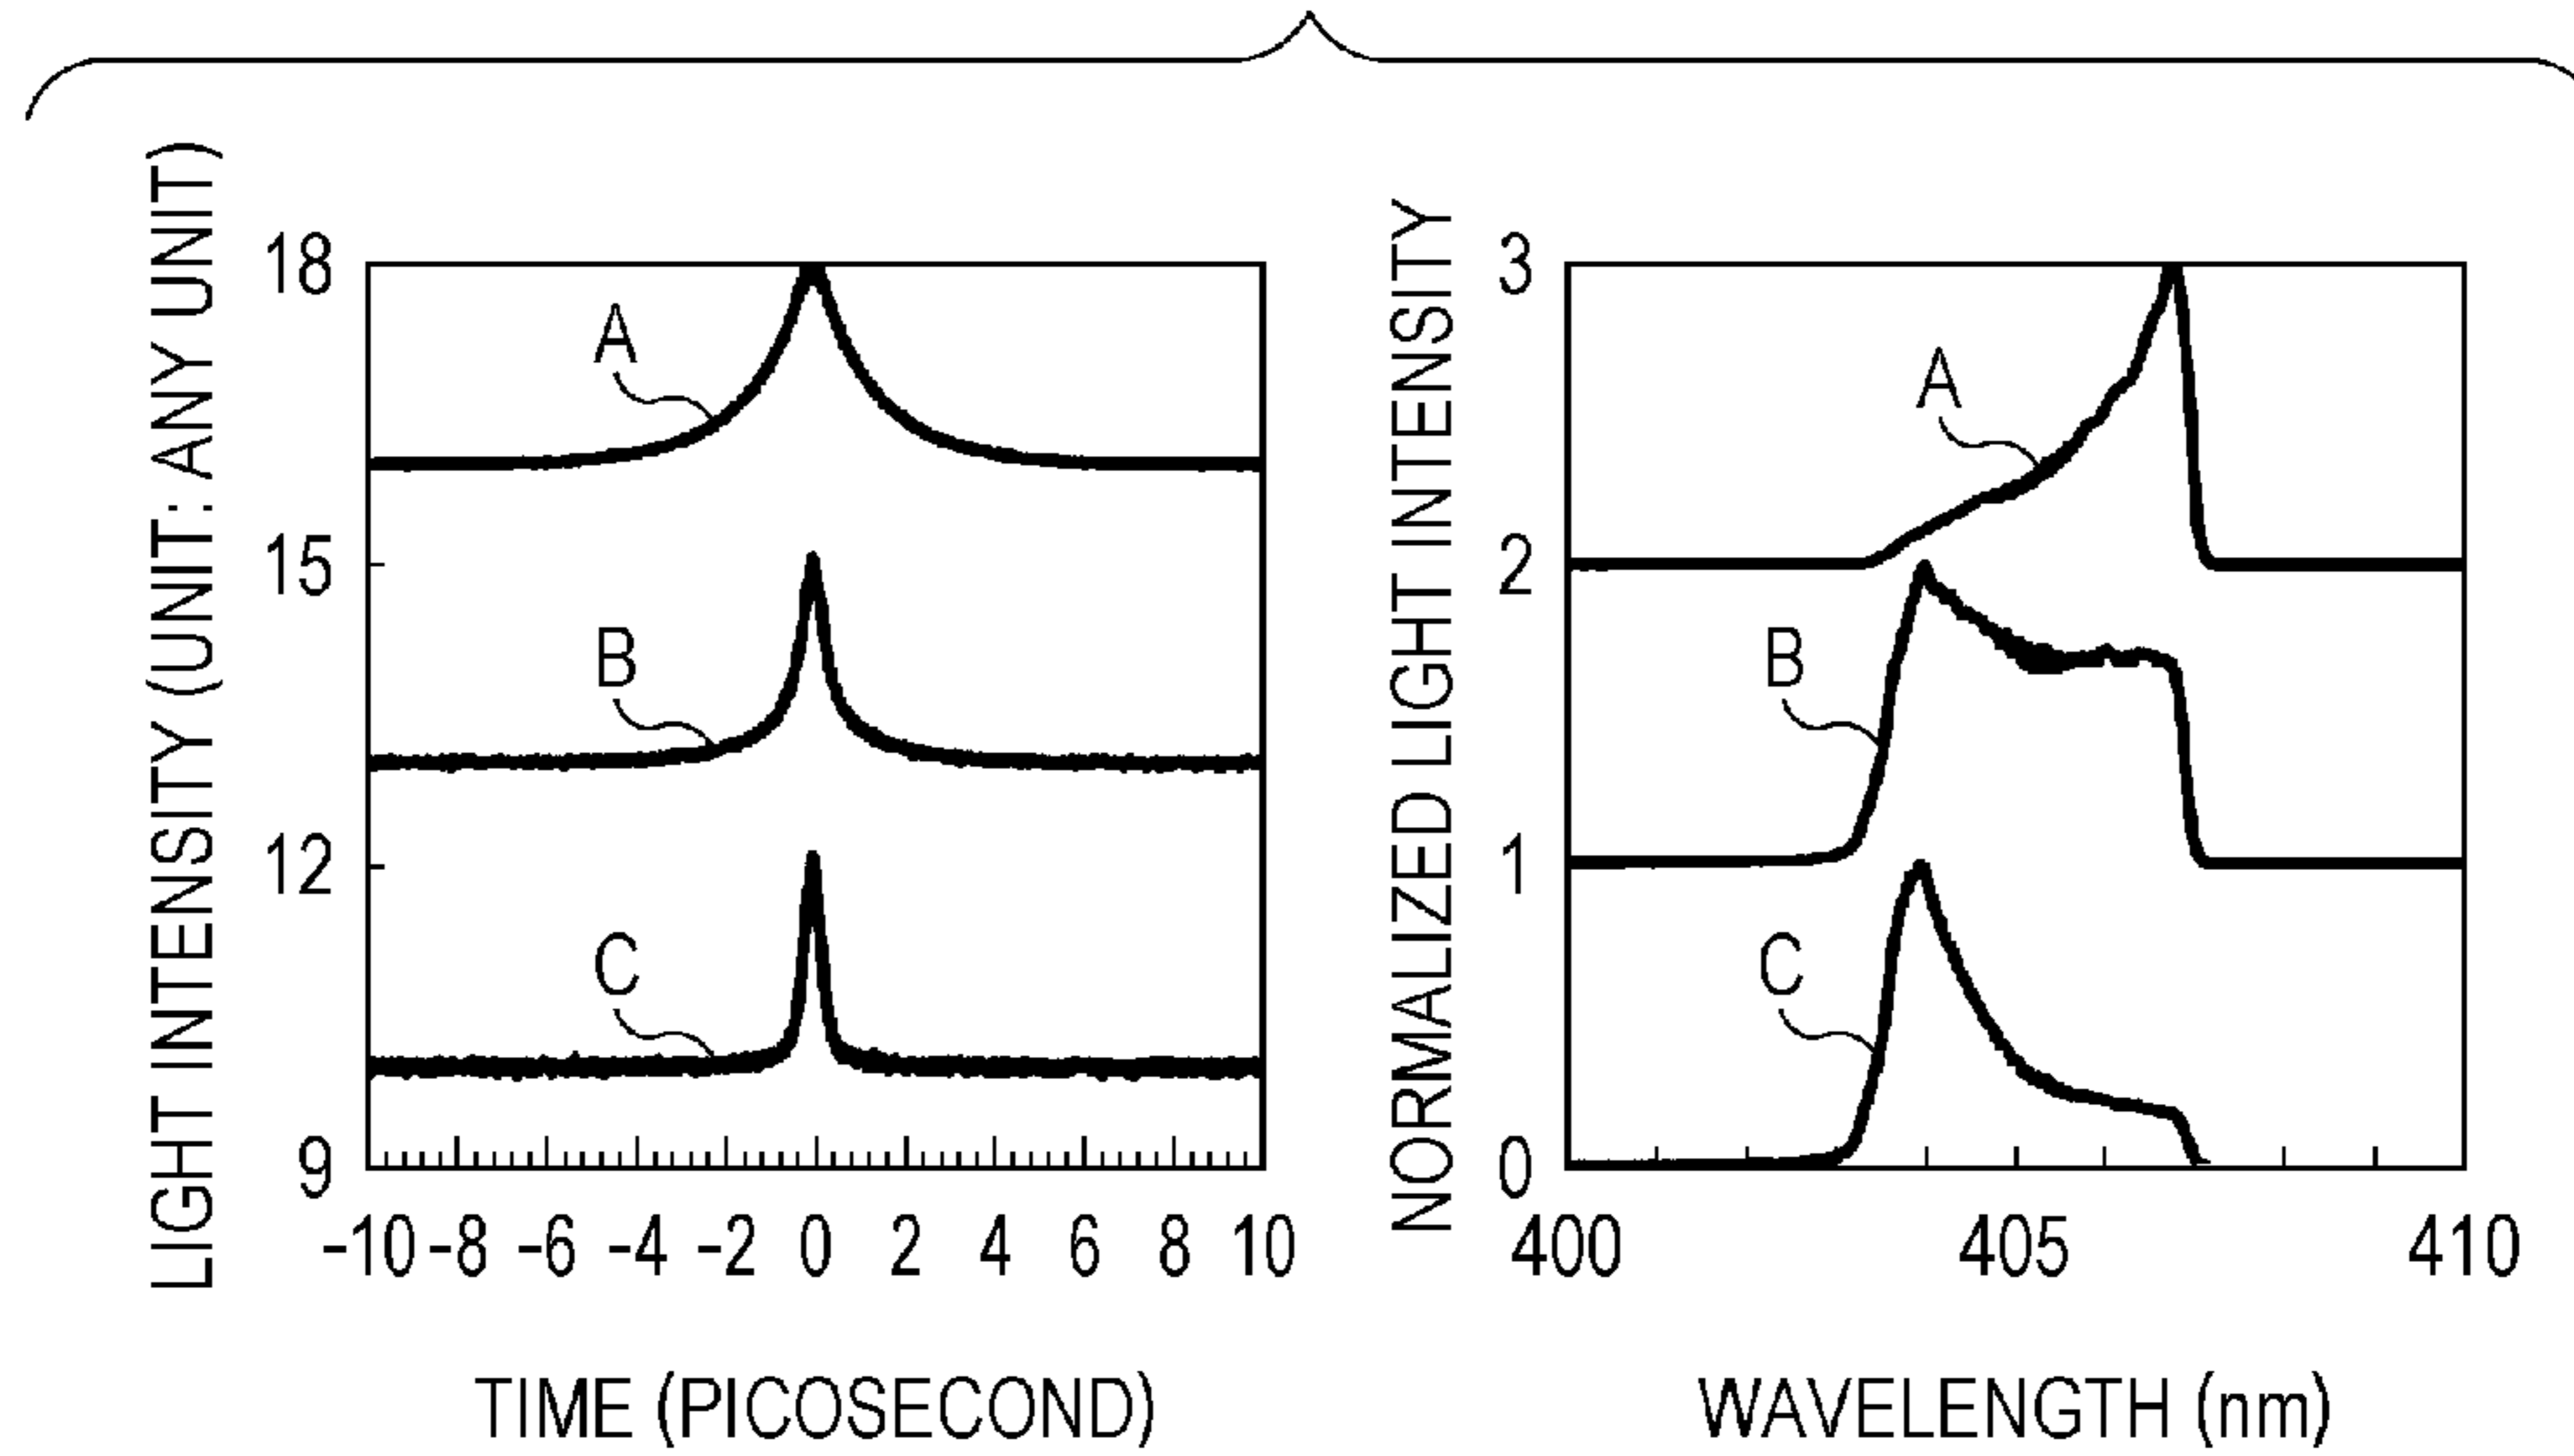 LIGHT INTENSITY (UNIT: ANY UNIT)
18
15
12
9
A
B
C
-10 -8 -6 -4 -2 0 2 4 6 8 10
TIME (PICOSECOND)
NORMALIZED LIGHT INTENSITY
3
2
1
0
A
B
C
400 405 410
WAVELENGTH (nm)